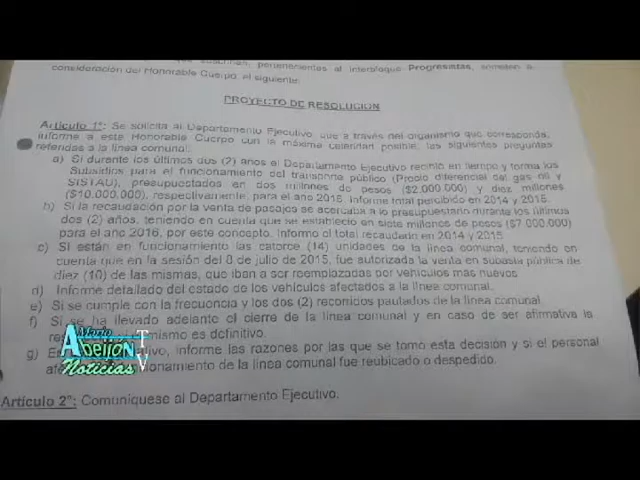 que suscriben, pertenecientes al Interbloque Progresistas, someten a
consideración del Honorable Cuerpo, el siguiente:
PROYECTO DE RESOLUCION
Artículo 1°: Se solicita al Departamento Ejecutivo, que a través del organismo que corresponda,
informe a este Honorable Cuerpo con la máxima celeridad posible, las siguientes preguntas
referidas a la línea comunal:
a) Si durante los últimos dos (2) años el Departamento Ejecutivo recibió en tiempo y forma los
Subsidios para el funcionamiento del transporte público (Precio diferencial del gas oil y
SISTAU), presupuestados en dos millones de pesos ($2.000.000) y diez millones
($10.000.000), respectivamente, para el año 2016. Informe total percibido en 2014 y 2015.
b) Si la recaudación por la venta de pasajes se acercaba a lo presupuestario durante los últimos
dos (2) años, teniendo en cuenta que se estableció en siete millones de pesos ($7.000.000)
para el año 2016, por este concepto. Informe el total recaudado en 2014 y 2015.
c) Si están en funcionamiento las catorce (14) unidades de la línea comunal, teniendo en
cuenta que en la sesión del 8 de julio de 2015, fue autorizada la venta en subasta pública de
diez (10) de las mismas, que iban a ser reemplazadas por vehículos más nuevos.
d) Informe detallado del estado de los vehículos afectados a la línea comunal.
e) Si se cumple con la frecuencia y los dos (2) recorridos pautados de la línea comunal.
f) Si se ha llevado adelante el cierre de la línea comunal y en caso de ser afirmativa la
mismo es definitivo.
g) informe las razones por las que se tomó esta decisión y si el personal
de la línea comunal fue reubicado o despedido.
Mario
Abellón TV
Noticias
Artículo 2°: Comuníquese al Departamento Ejecutivo.